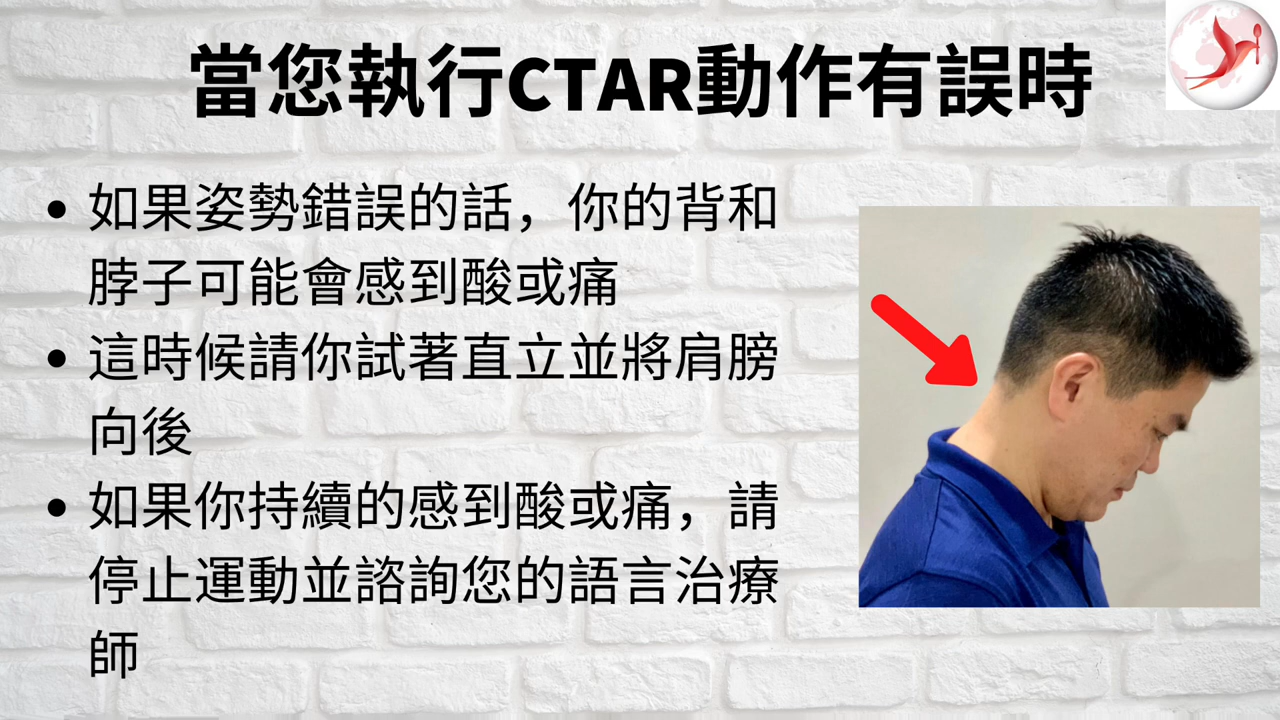 當您執行CTAR動作有誤時
• 如果姿勢錯誤的話，你的背和
脖子可能會感到酸或痛
• 這時候請你試著直立並將肩膀
向後
• 如果你持續的感到酸或痛，請
停止運動並諮詢您的語言治療
師